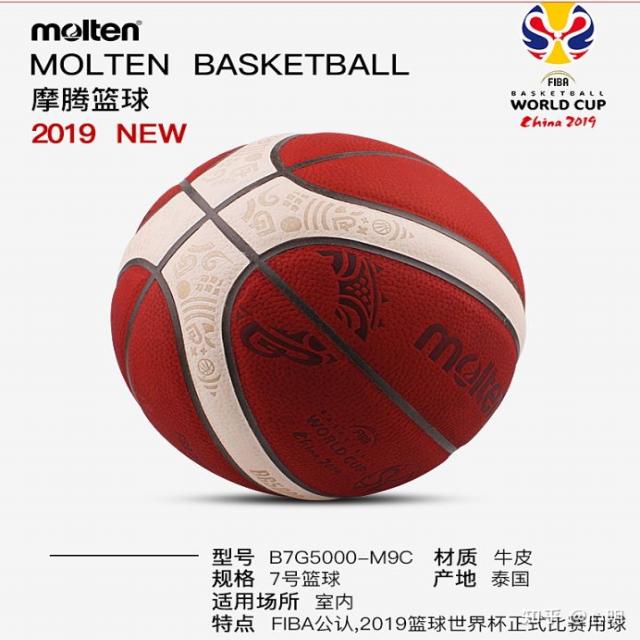 molten
MOLTEN BASKETBALL
摩腾篮球
2019 NEW
FIBA
BASKETBALL
WORLD CUP
China 2019
molten
FIBA
WORLD CUP
China 2019
型号 B7G5000-M9C 材质 牛皮
规格 7号篮球 产地 泰国
适用场所 室内
特点 FIBA公认,2019篮球世界杯正式比赛用球
知乎